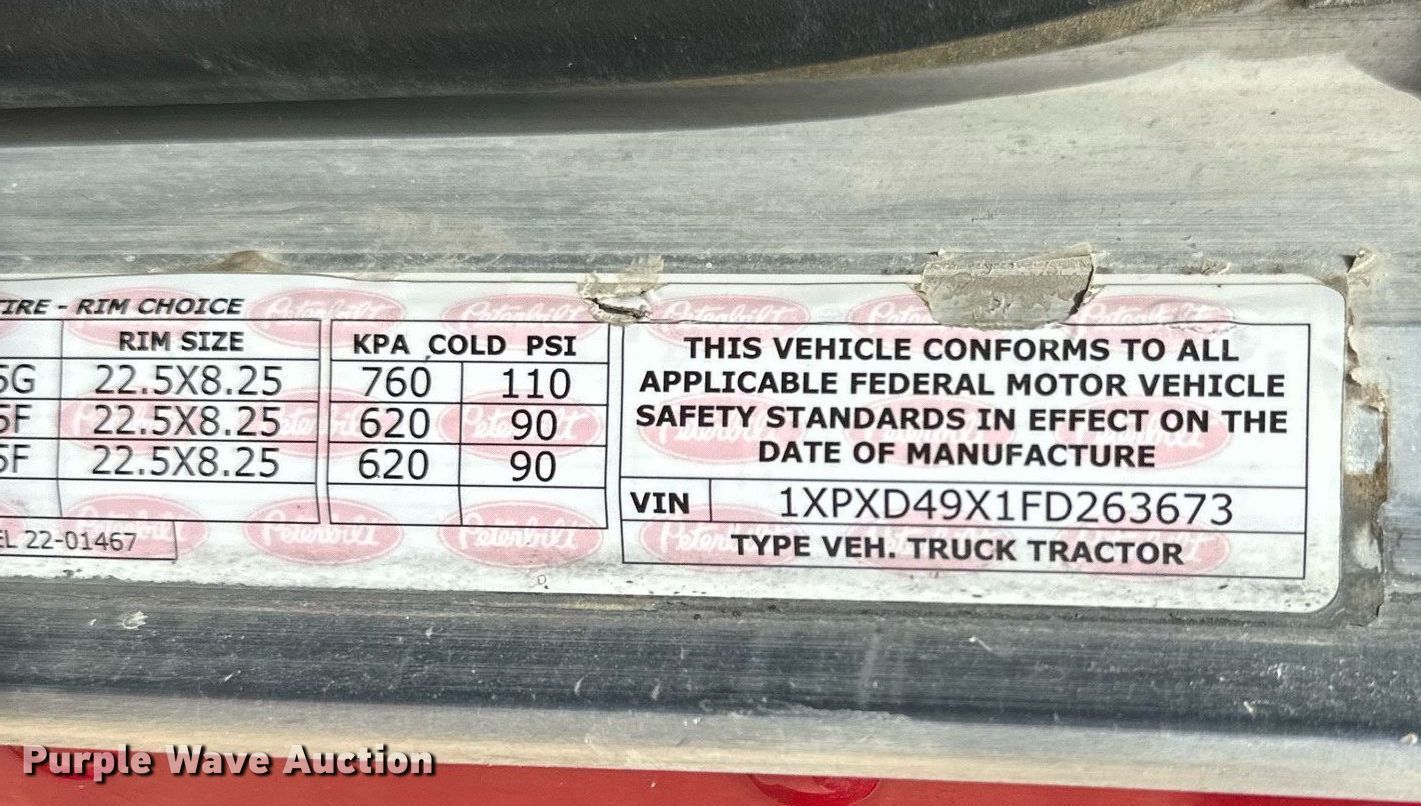 TIRE - RIM CHOICE
RIM SIZE
KPA COLD PSI
5G 22.5X8.25 760 110
5F 22.5X8.25 620 90
5F 22.5X8.25 620 90
EL 22-01467
THIS VEHICLE CONFORMS TO ALL
APPLICABLE FEDERAL MOTOR VEHICLE
SAFETY STANDARDS IN EFFECT ON THE
DATE OF MANUFACTURE
VIN 1XPXD49X1FD263673
TYPE VEH. TRUCK TRACTOR
Peterbilt
Purple Wave Auction